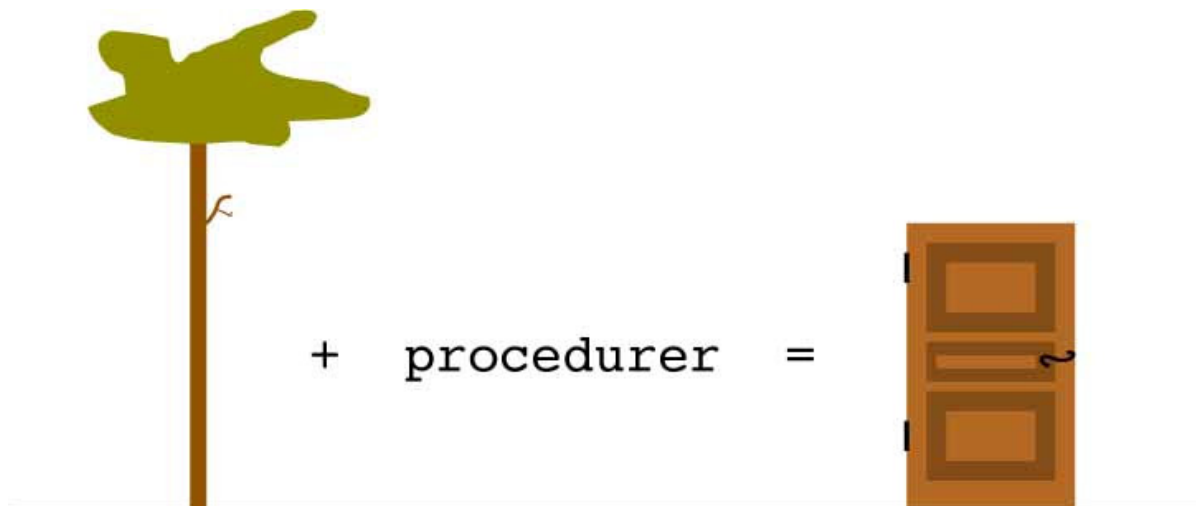 + procedurer =